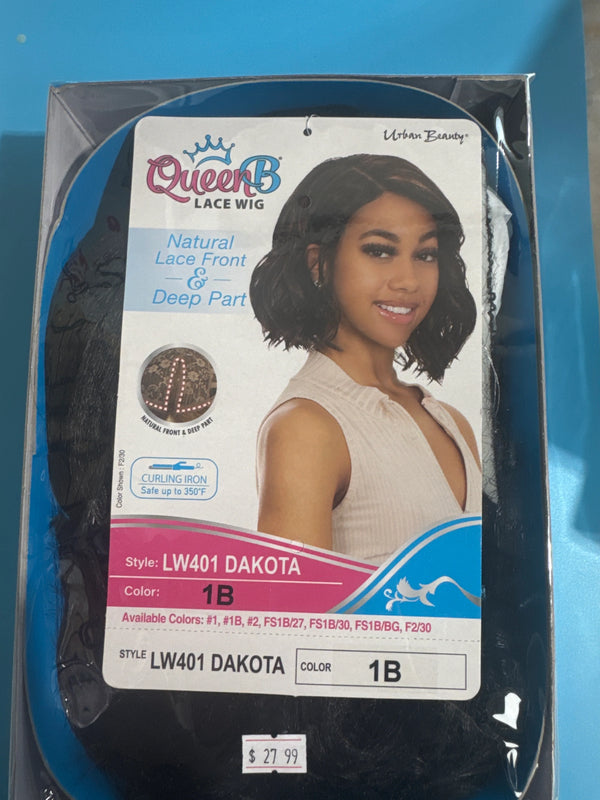 Urban Beauty®
QueenB®
LACE WIG
Natural
Lace Front
&
Deep Part
NATURAL FRONT & DEEP PART
Color Shown : F2/30
CURLING IRON
Safe up to 350°F
Style: LW401 DAKOTA
Color: 1B
Available Colors: #1, #1B, #2, FS1B/27, FS1B/30, FS1B/BG, F2/30
STYLE LW401 DAKOTA COLOR 1B
$ 27 99